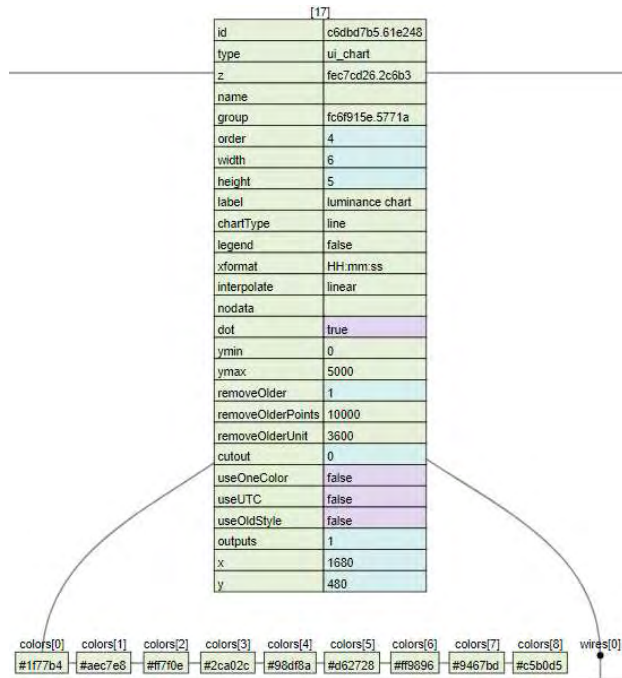 [17]
id c6dbd7b5.61e248
type ui_chart
z fec7cd26.2c6b3
name
group fc6f915e.5771a
order 4
width 6
height 5
label luminance chart
chartType line
legend false
xformat HH:mm:ss
interpolate linear
nodata
dot true
ymin 0
ymax 5000
removeOlder 1
removeOlderPoints 10000
removeOlderUnit 3600
cutout 0
useOneColor false
useUTC false
useOldStyle false
outputs 1
x 1680
y 480
colors[0] colors[1] colors[2] colors[3] colors[4] colors[5] colors[6] colors[7] colors[8] wires[0]
#1f77b4 #aec7e8 #ff7f0e #2ca02c #98df8a #d62728 #ff9896 #9467bd #c5b0d5